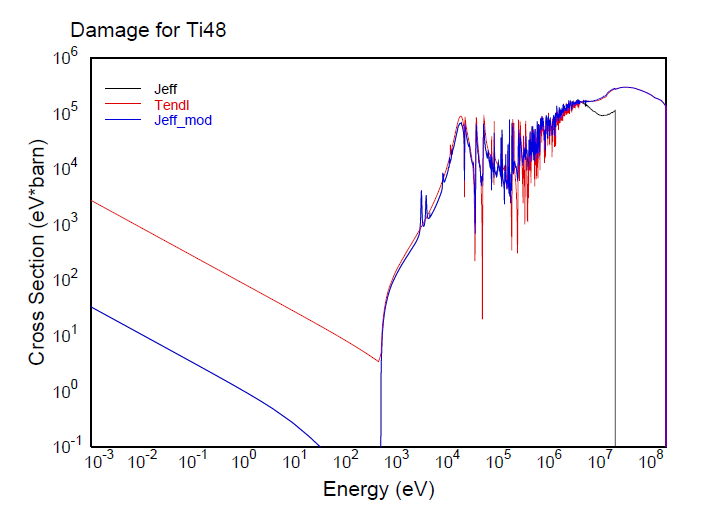 Damage for Ti48
Cross Section (eV*barn)
10^6
10^5
10^4
10^3
10^2
10^1
10^0
10^-1
Jeff
Tendl
Jeff_mod
10^-3 10^-2 10^-1 10^0 10^1 10^2 10^3 10^4 10^5 10^6 10^7 10^8
Energy (eV)